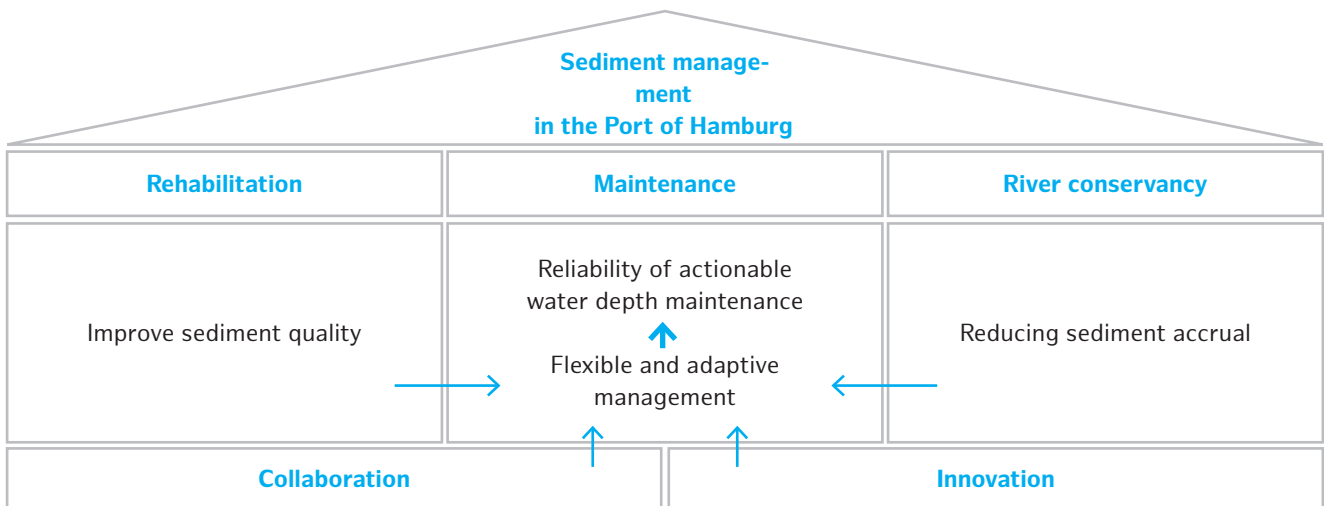 Sediment manage-
ment
in the Port of Hamburg
Rehabilitation
Maintenance
River conservancy
Improve sediment quality
Reliability of actionable
water depth maintenance
Flexible and adaptive
management
Reducing sediment accrual
Collaboration
Innovation